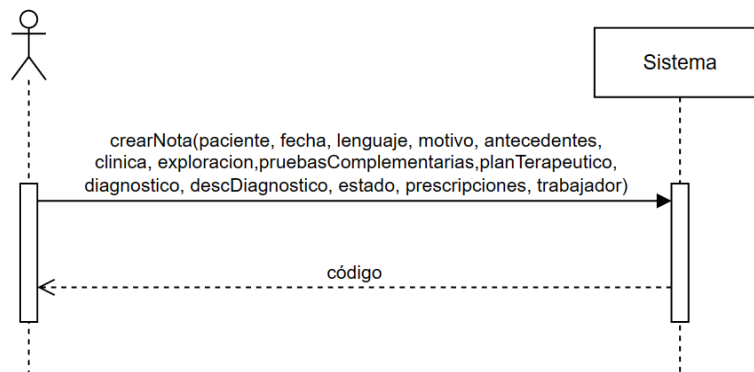 Sistema
crearNota(paciente, fecha, lenguaje, motivo, antecedentes,
clinica, exploracion,pruebasComplementarias,planTerapeutico,
diagnostico, descDiagnostico, estado, prescripciones, trabajador)
código